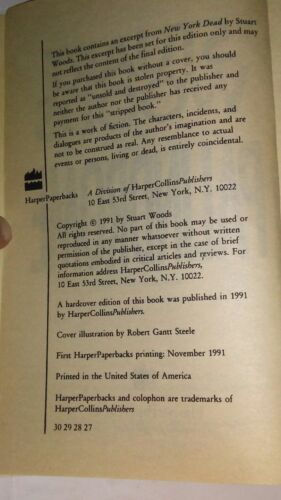 This book contains an excerpt from New York Dead by Stuart
Woods. This excerpt has been set for this edition only and may
not reflect the content of the final edition.
If you purchased this book without a cover, you should
be aware that this book is stolen property. It was
reported as "unsold and destroyed" to the publisher and
neither the author nor the publisher has received any
payment for this "stripped book."
This is a work of fiction. The characters, incidents, and
dialogues are products of the author's imagination and are
not to be construed as real. Any resemblance to actual
events or persons, living or dead, is entirely coincidental.
HarperPaperbacks
A Division of HarperCollinsPublishers
10 East 53rd Street, New York, N.Y. 10022
Copyright © 1991 by Stuart Woods
All rights reserved. No part of this book may be used or
reproduced in any manner whatsoever without written
permission of the publisher, except in the case of brief
quotations embodied in critical articles and reviews. For
information address HarperCollinsPublishers,
10 East 53rd Street, New York, N.Y. 10022.
A hardcover edition of this book was published in 1991
by HarperCollinsPublishers.
Cover illustration by Robert Gantt Steele
First HarperPaperbacks printing: November 1991
Printed in the United States of America
HarperPaperbacks and colophon are trademarks of
HarperCollinsPublishers
30 29 28 27